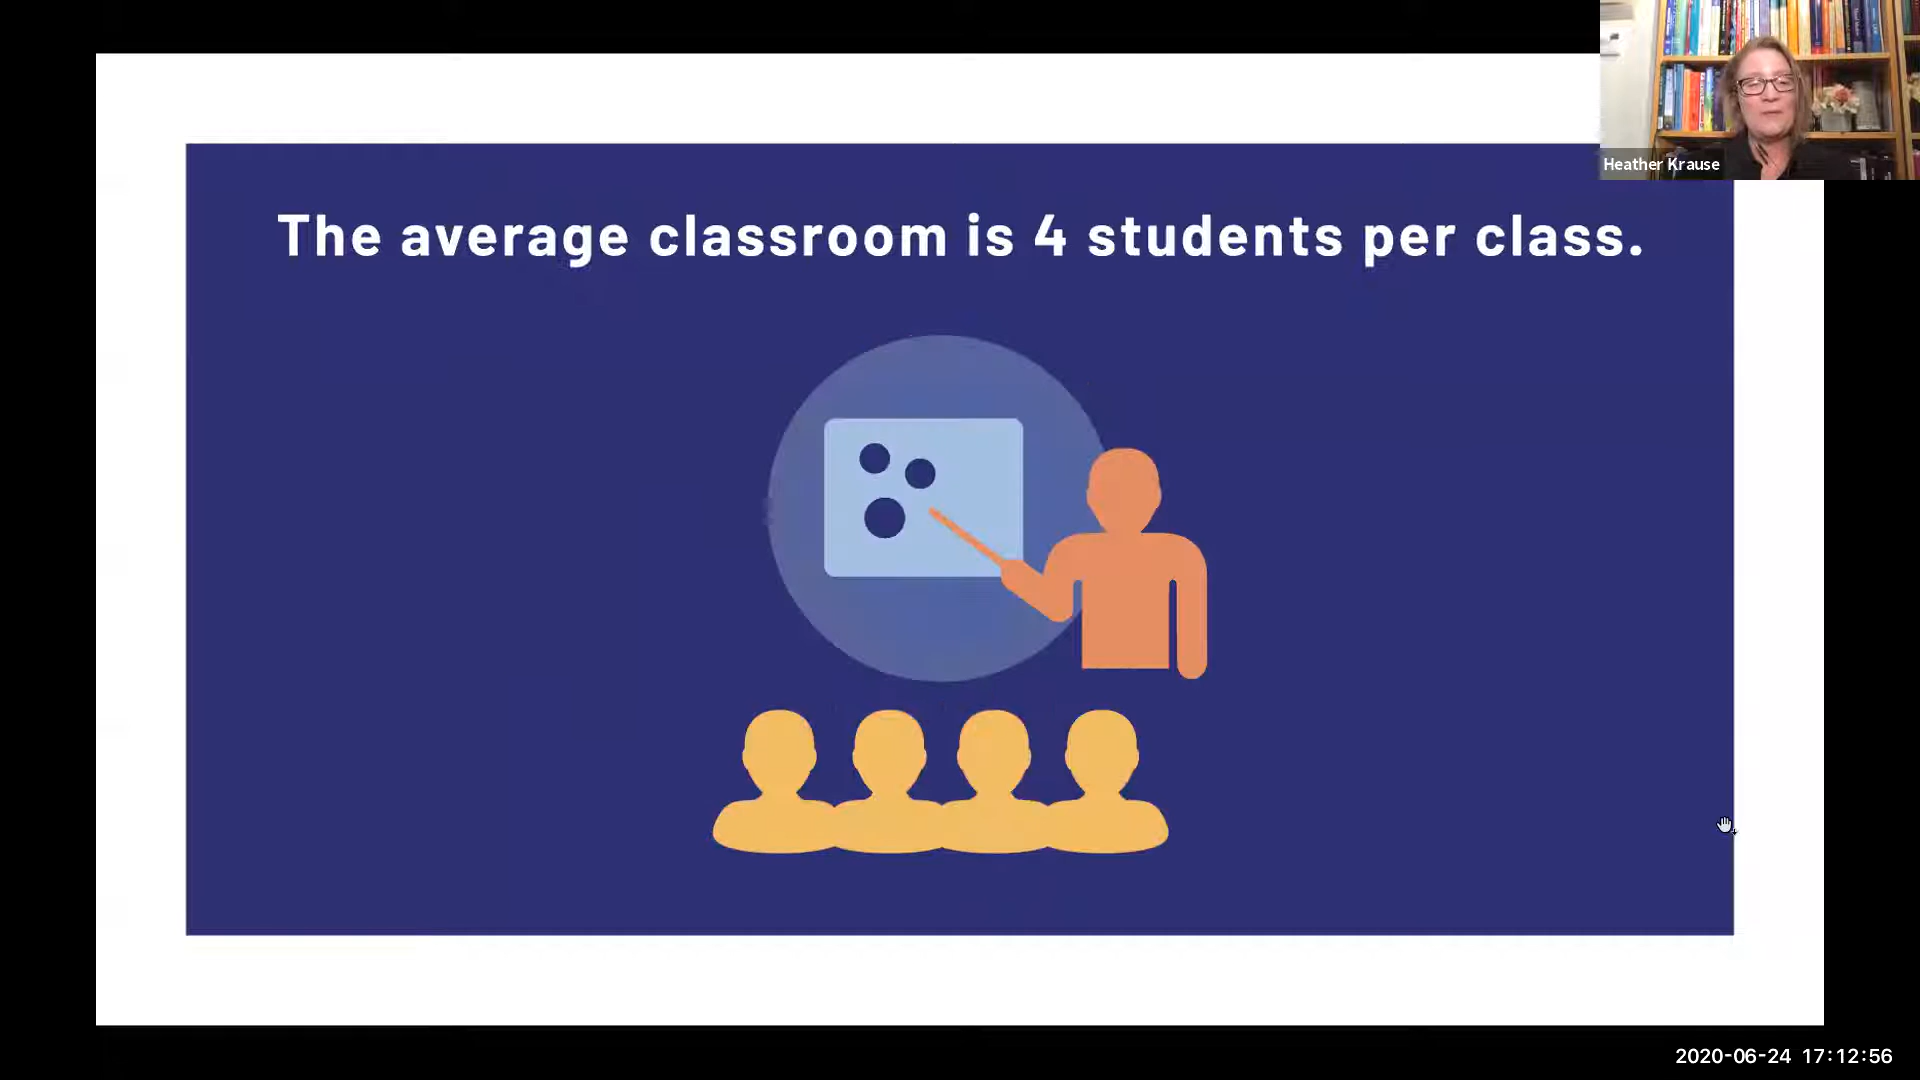 Heather Krause
The average classroom is 4 students per class.
2020-06-24 17:12:56